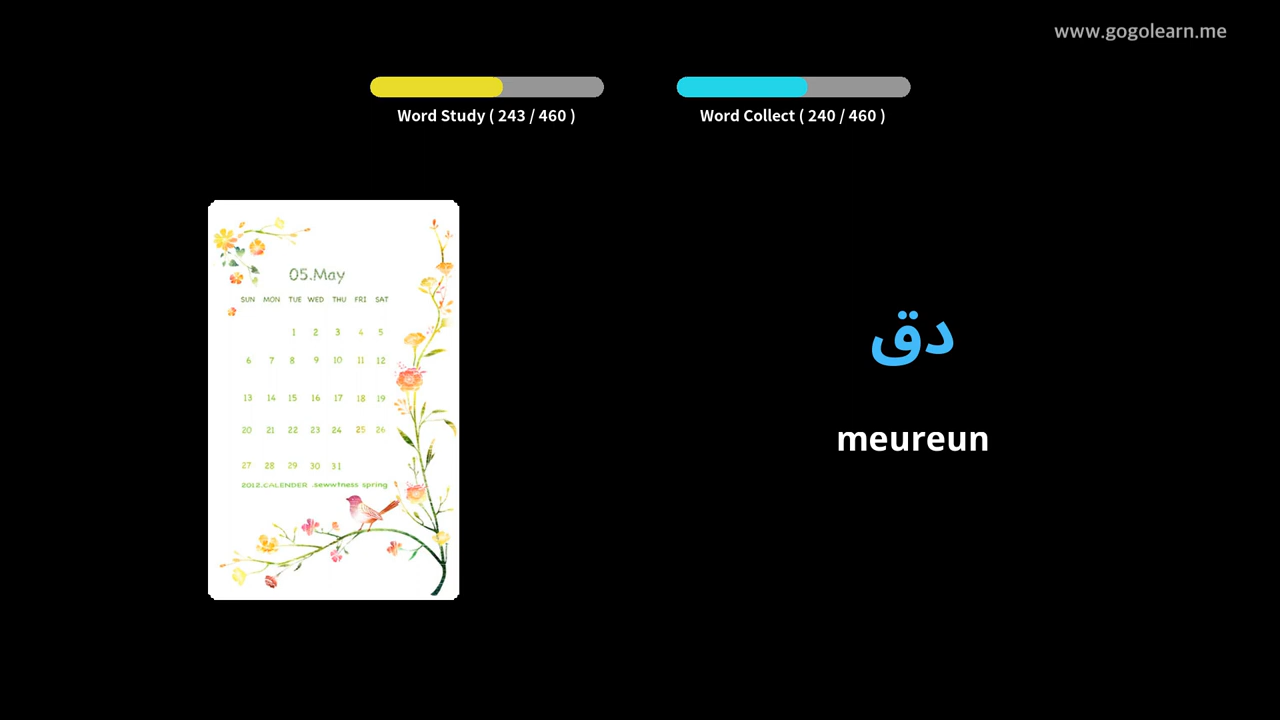 www.gogolearn.me
Word Study ( 243 / 460 )
Word Collect ( 240 / 460 )
05.May
SUN MON TUE WED THU FRI SAT
1 2 3 4 5
6 7 8 9 10 11 12
13 14 15 16 17 18 19
20 21 22 23 24 25 26
27 28 29 30 31
2012.CALENDER .sewwtness spring
دق
meureun